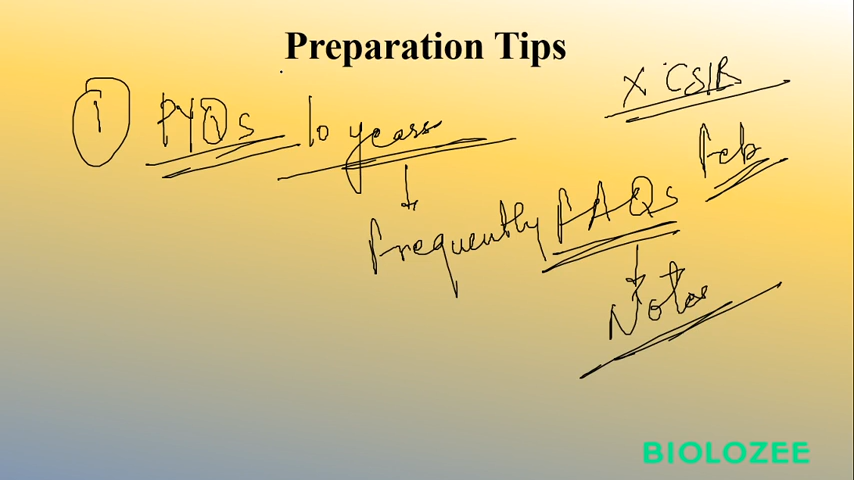 Preparation Tips
X CSIR
1 PYQs 10 years
Feb
Frequently FAQs
Notes
BIOLOZEE